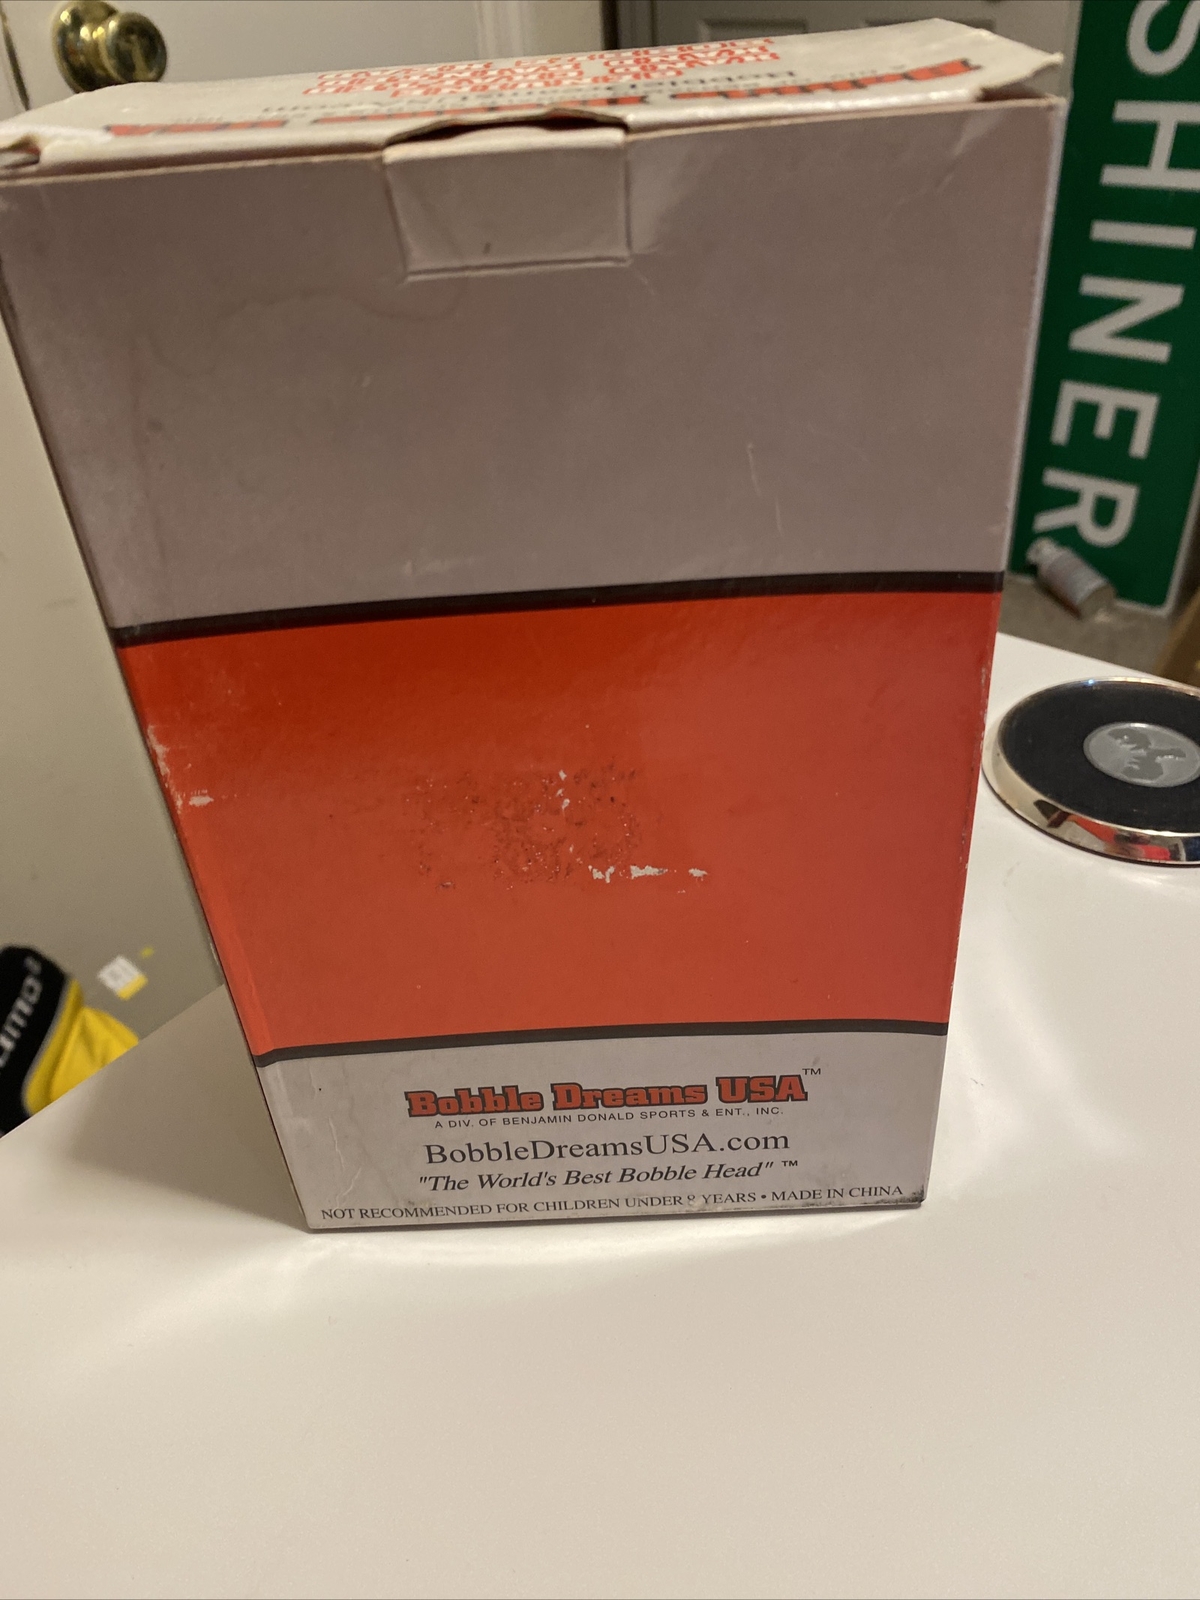 Bobble Dreams USA™
A DIV. OF BENJAMIN DONALD SPORTS & ENT., INC.
BobbleDreamsUSA.com
"The World's Best Bobble Head" ™
NOT RECOMMENDED FOR CHILDREN UNDER 8 YEARS • MADE IN CHINA
SHINER